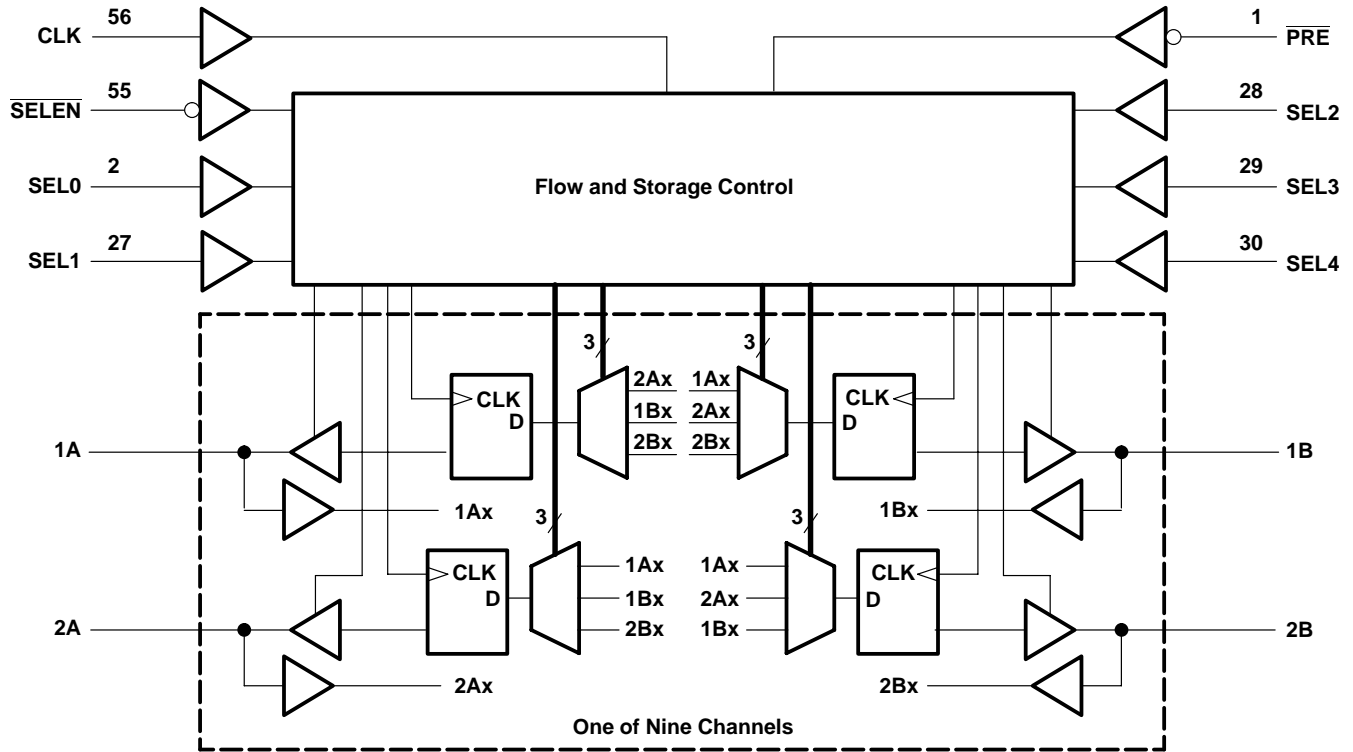 CLK 56 1 PRE
SELEN 55 28 SEL2
SEL0 2 29 SEL3
Flow and Storage Control
SEL1 27 30 SEL4
3 3
2Ax 1Ax
CLK 1Bx 2Ax CLK
D 2Bx 2Bx D
1A 1B
1Ax 3 3 1Bx
CLK 1Ax 1Ax CLK
D 1Bx 2Ax D
2A 2Bx 1Bx 2B
2Ax 2Bx
One of Nine Channels